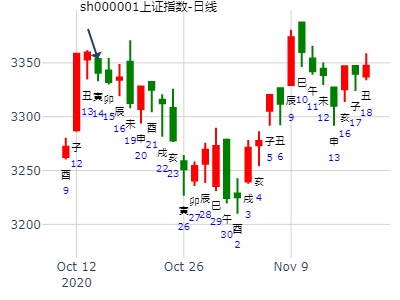 sh000001上证指数-日线
3350
3300
3250
3200
酉
9
子
12
丑
13
寅
14
卯
15
辰
16
未
19
申
20
酉
21
戌
22
亥
23
寅
26
卯
27
辰
28
巳
29
午
30
酉
2
戌
3
亥
4
子
5
丑
6
辰
9
巳
10
午
11
未
12
申
13
亥
16
子
17
丑
18
Oct 12
2020
Oct 26
Nov 9